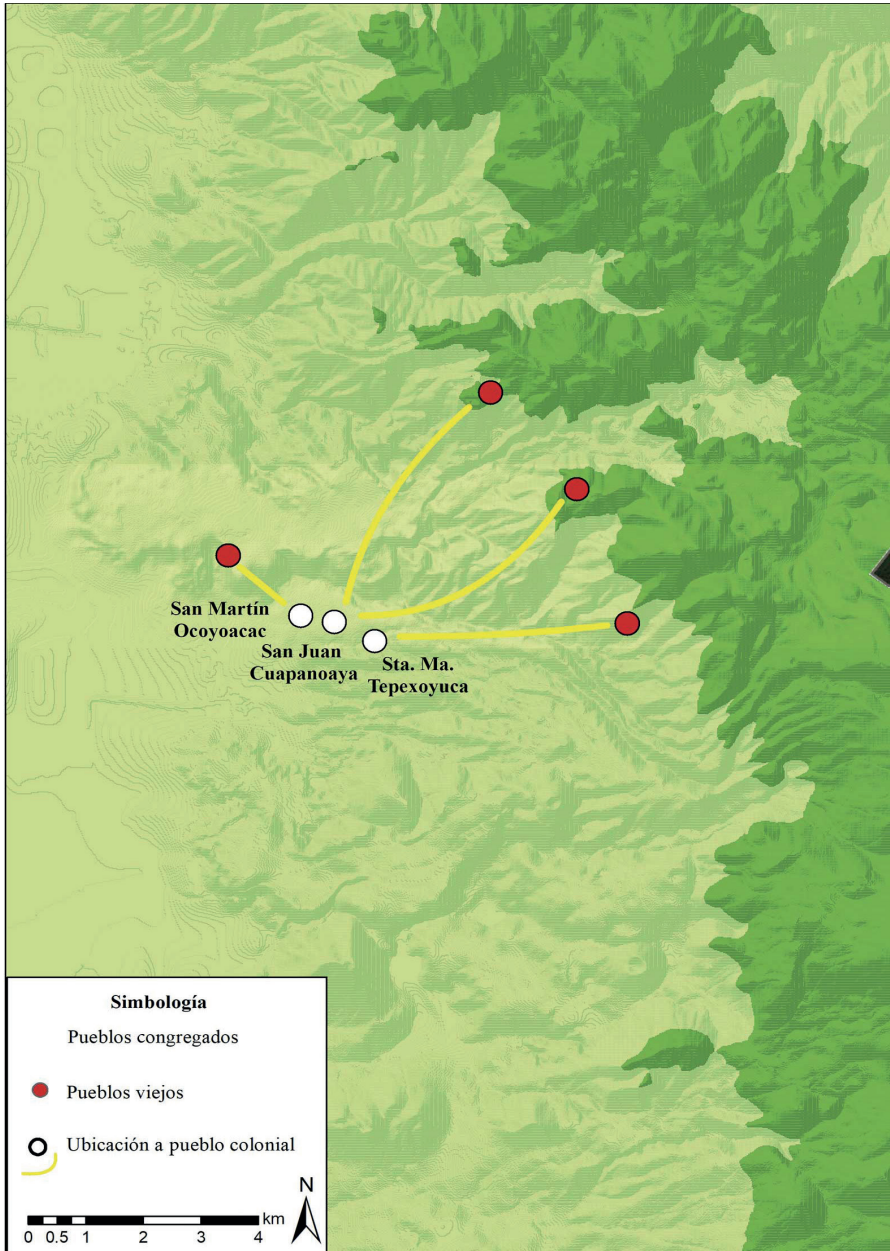 San Martín
Ocoyoacac
San Juan
Cuapanoaya
Sta. Ma.
Tepexoyuca
Simbología
Pueblos congregados
Pueblos viejos
Ubicación a pueblo colonial
N
km
0 0.5 1 2 3 4